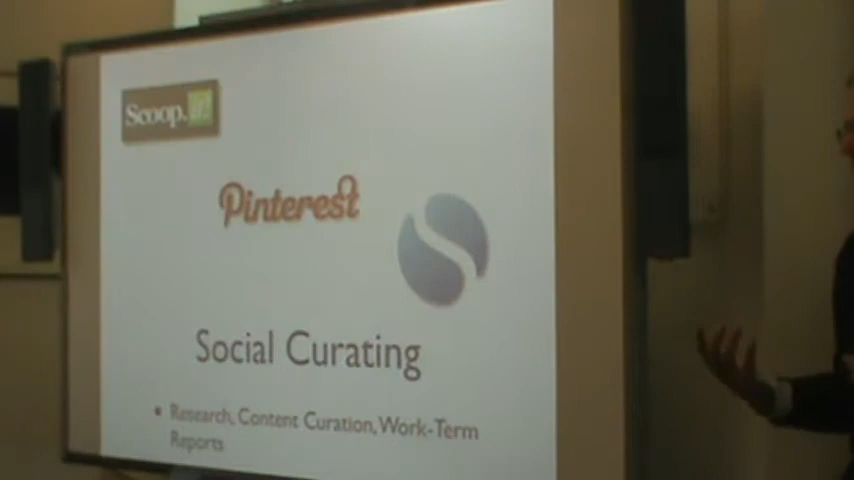 Scoop.it!
Pinterest
Social Curating
Research, Content Curation, Work-Term
Reports